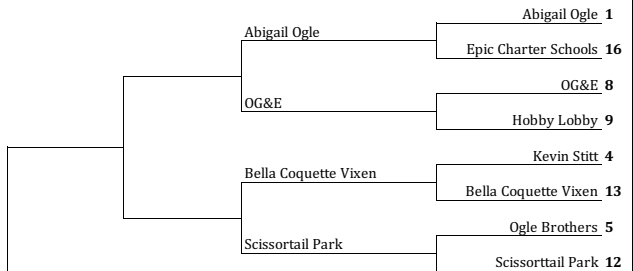 Abigail Ogle 1
Abigail Ogle
Epic Charter Schools 16
OG&E 8
OG&E
Hobby Lobby 9
Kevin Stitt 4
Bella Coquette Vixen
Bella Coquette Vixen 13
Ogle Brothers 5
Scissortail Park
Scissorttail Park 12